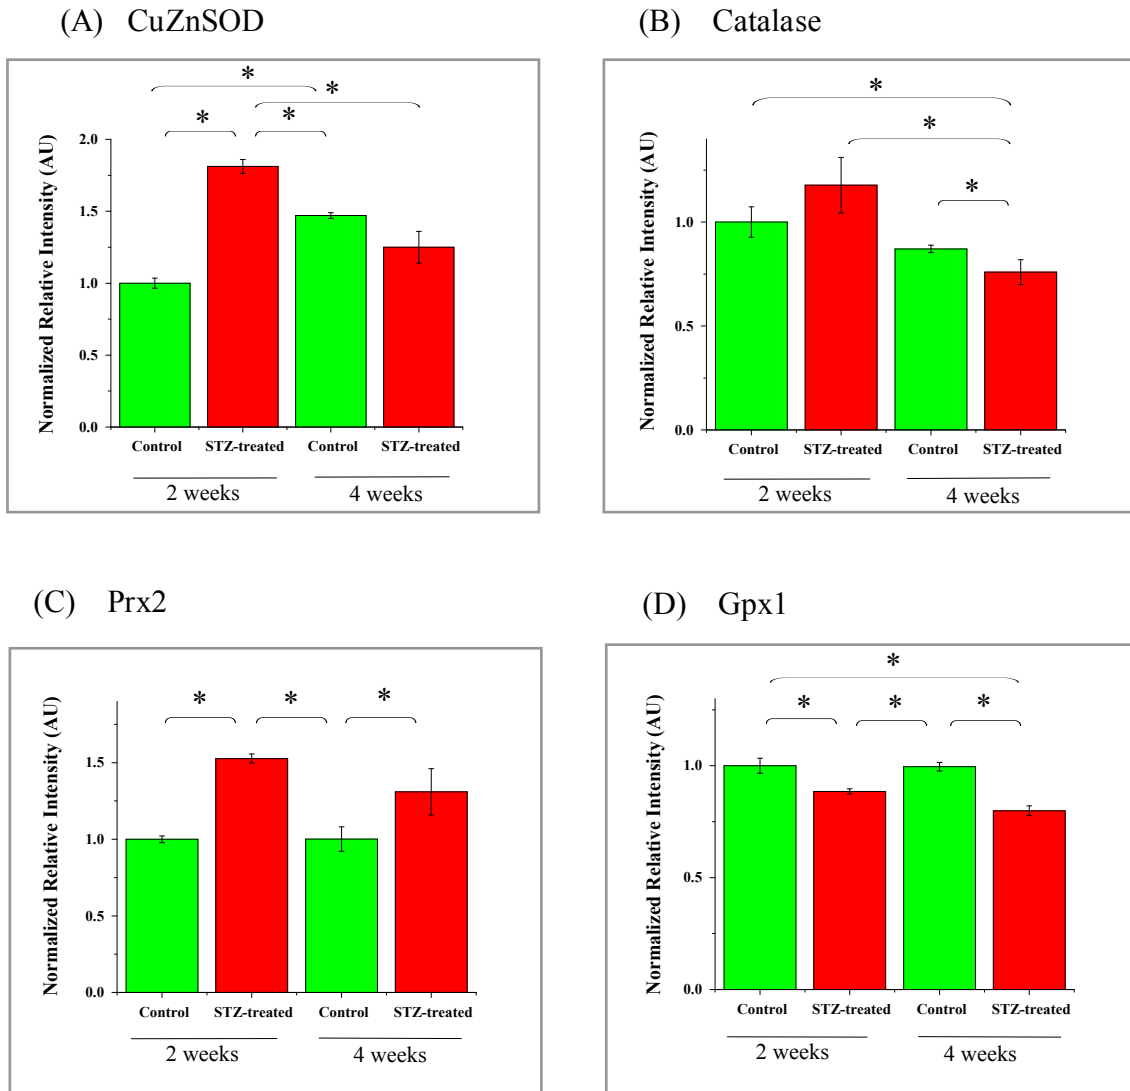 (A) CuZnSOD
*
*
*
*
Normalized Relative Intensity (AU)
2.0
1.5
1.0
0.5
0.0
Control STZ-treated Control STZ-treated
2 weeks 4 weeks
(B) Catalase
*
*
*
Normalized Relative Intensity (AU)
1.0
0.5
0.0
Control STZ-treated Control STZ-treated
2 weeks 4 weeks
(C) Prx2
* * *
Normalized Relative Intensity (AU)
1.5
1.0
0.5
0.0
Control STZ-treated Control STZ-treated
2 weeks 4 weeks
(D) Gpx1
*
* * *
Normalized Relative Intensity (AU)
1.0
0.5
0.0
Control STZ-treated Control STZ-treated
2 weeks 4 weeks